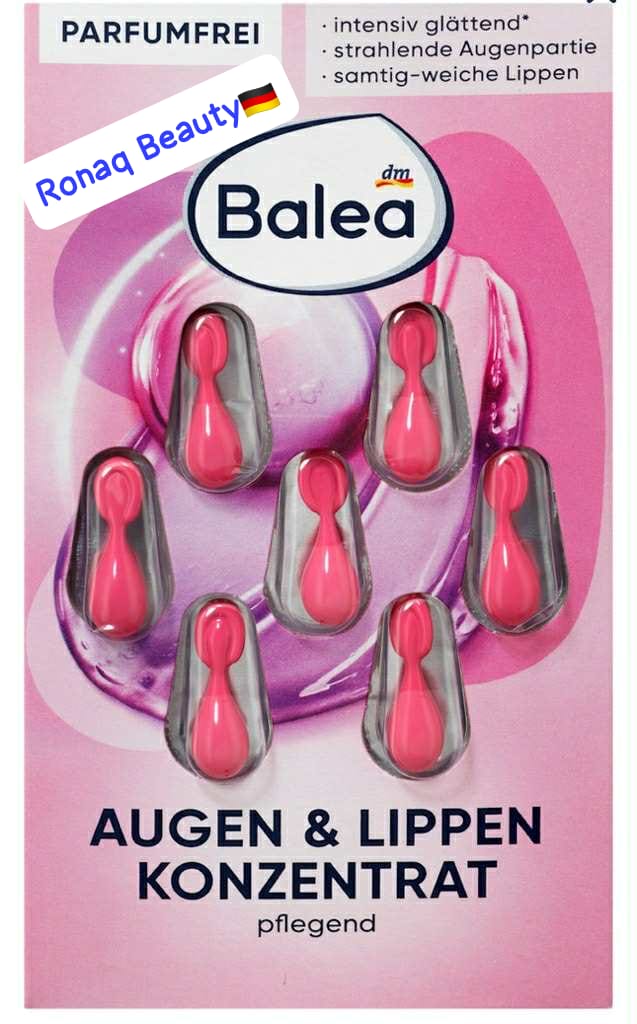 PARFUMFREI
· intensiv glättend*
· strahlende Augenpartie
· samtig-weiche Lippen
Ronaq Beauty🇩🇪
dm
Balea
AUGEN & LIPPEN
KONZENTRAT
pflegend